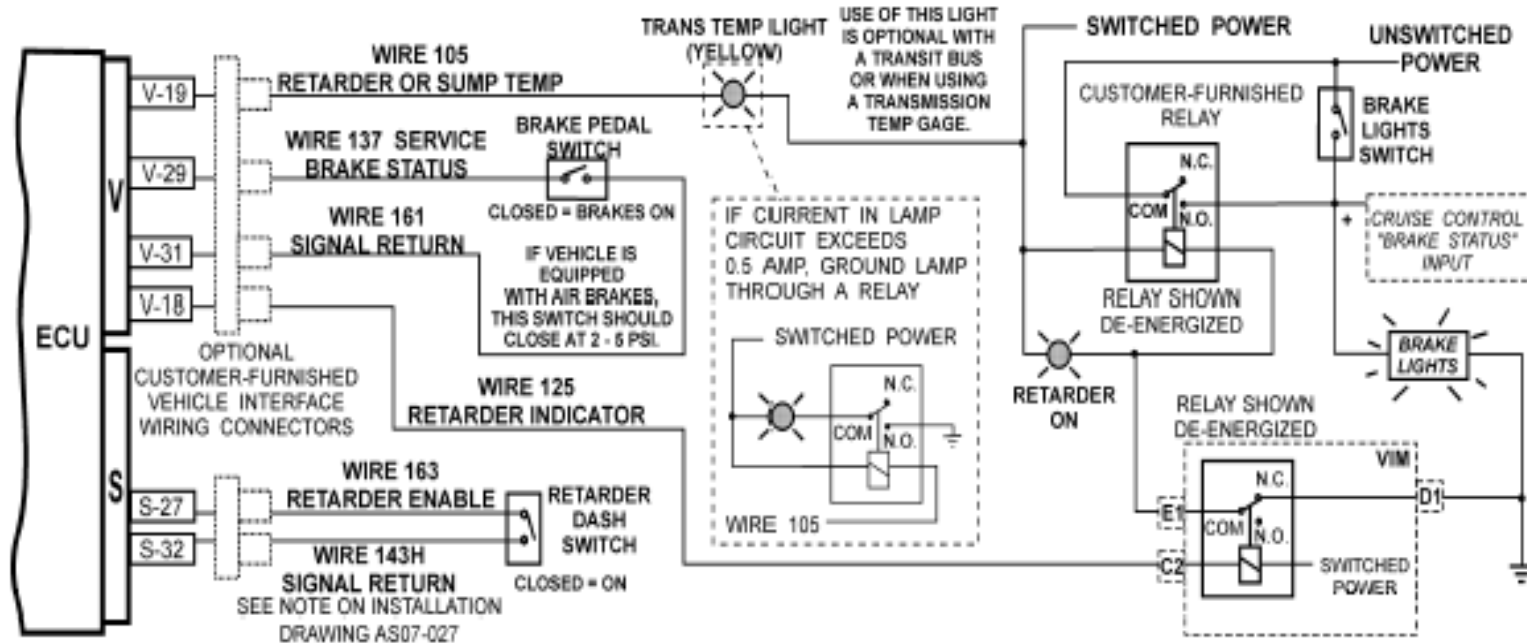 ECU
V
S
V-19
V-29
V-31
V-18
S-27
S-32
WIRE 105
RETARDER OR SUMP TEMP
WIRE 137 SERVICE
BRAKE STATUS
WIRE 161
SIGNAL RETURN
OPTIONAL
CUSTOMER-FURNISHED
VEHICLE INTERFACE
WIRING CONNECTORS
WIRE 125
RETARDER INDICATOR
WIRE 163
RETARDER ENABLE
WIRE 143H
SIGNAL RETURN
SEE NOTE ON INSTALLATION
DRAWING AS07-027
BRAKE PEDAL
SWITCH
CLOSED = BRAKES ON
IF VEHICLE IS
EQUIPPED
WITH AIR BRAKES,
THIS SWITCH SHOULD
CLOSE AT 2 - 5 PSI.
RETARDER
DASH
SWITCH
CLOSED = ON
TRANS TEMP ILIGHT
(YELLOW)
USE OF THIS LIGHT
IS OPTIONAL WITH
A TRANSIT BUS
OR WHEN USING
A TRANSMISSION
TEMP GAGE.
IF CIURRENT IN LAMP
CIRCUIT EXCEEDS
0.5 AMP, GROUND LAMP
THROUGH A RELAY
SWITCHED POWER
N.C.
COM
N.O.
WIRE 105
SWITCHED POWER
UNSWITCHED
POWER
CUSTOMER-FURNISHED
RELAY
N.C.
COM
N.O.
RELAY SHOWN
DE-ENERGIZED
BRAKE
LIGHTS
SWITCH
+
CRUISE CONTROL
"BRAKE STATUS"
INPUT
BRAKE
LIGHTS
RETARDER
ON
RELAY SHOWN
DE-ENERGIZED
VIM
N.C.
COM
N.O.
E1
C2
D1
SWITCHED
POWER